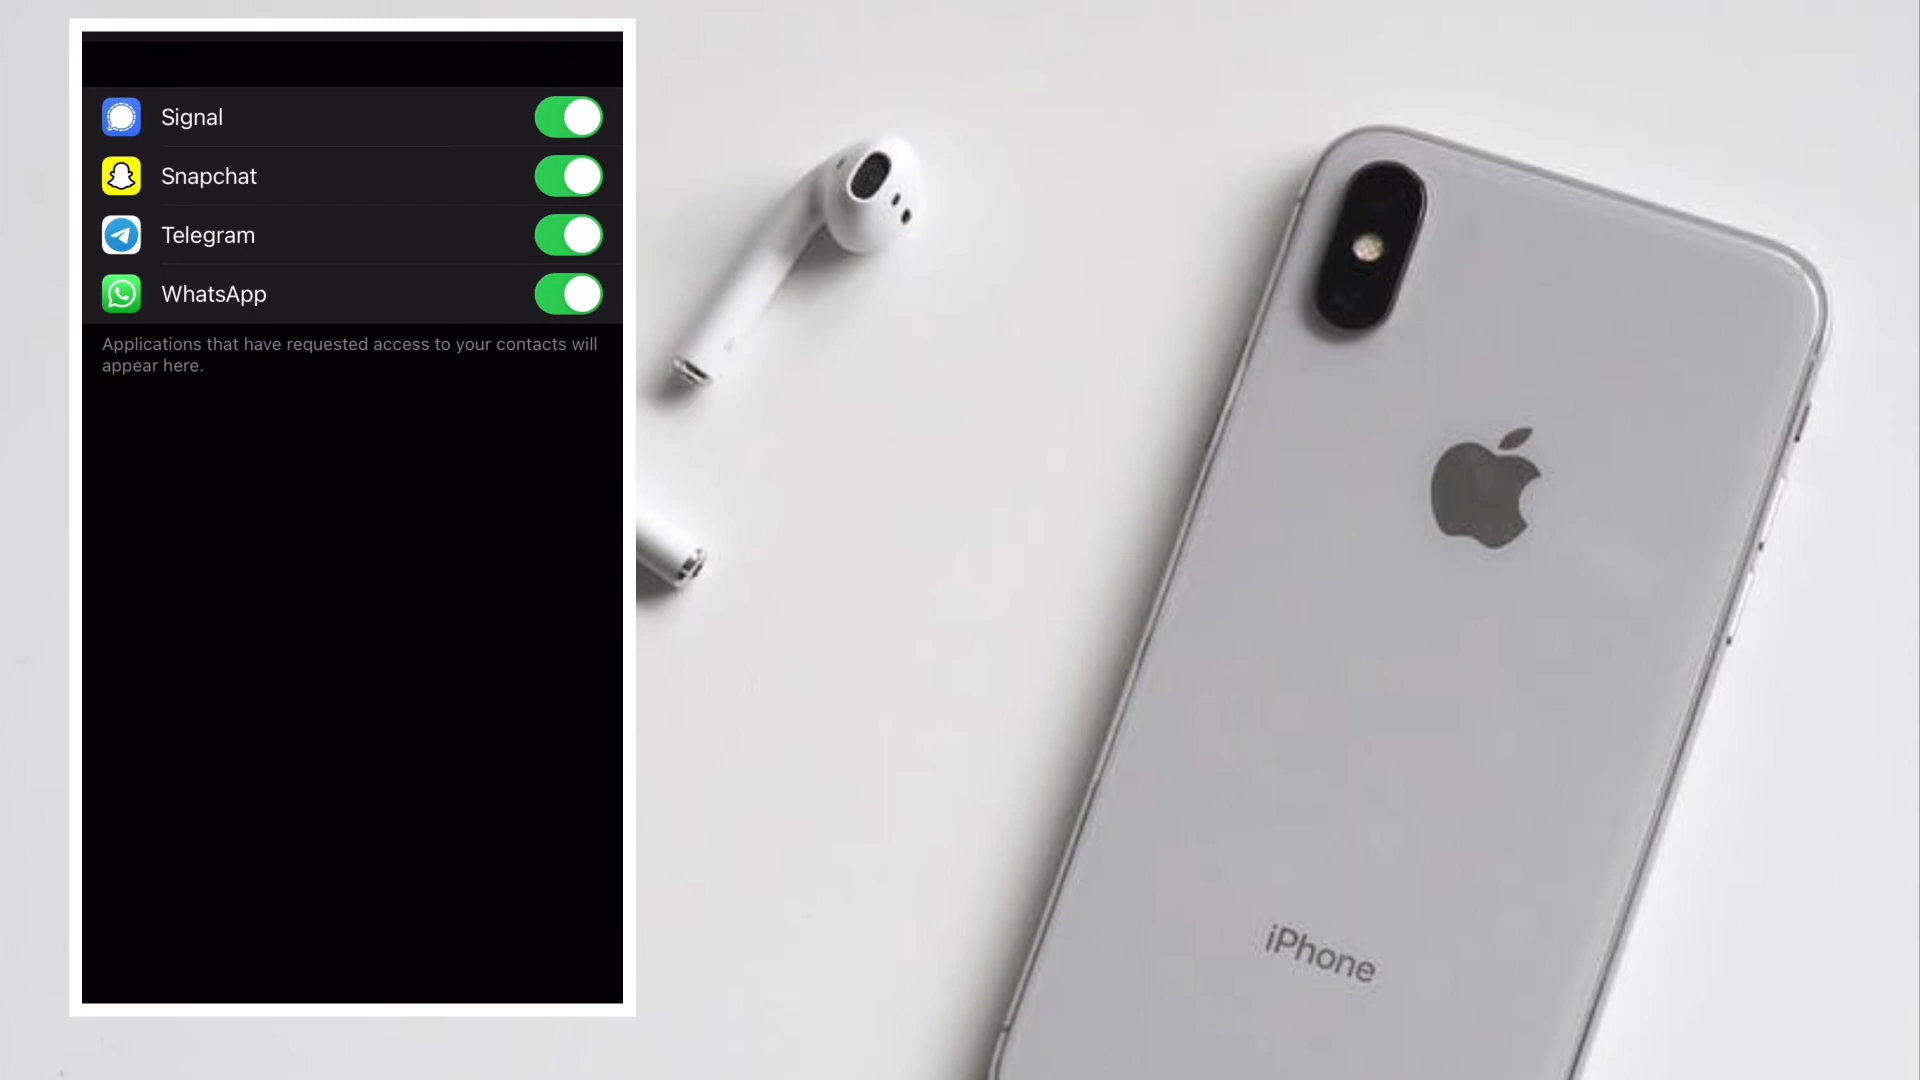 Signal
Snapchat
Telegram
WhatsApp
Applications that have requested access to your contacts will
appear here.
iPhone